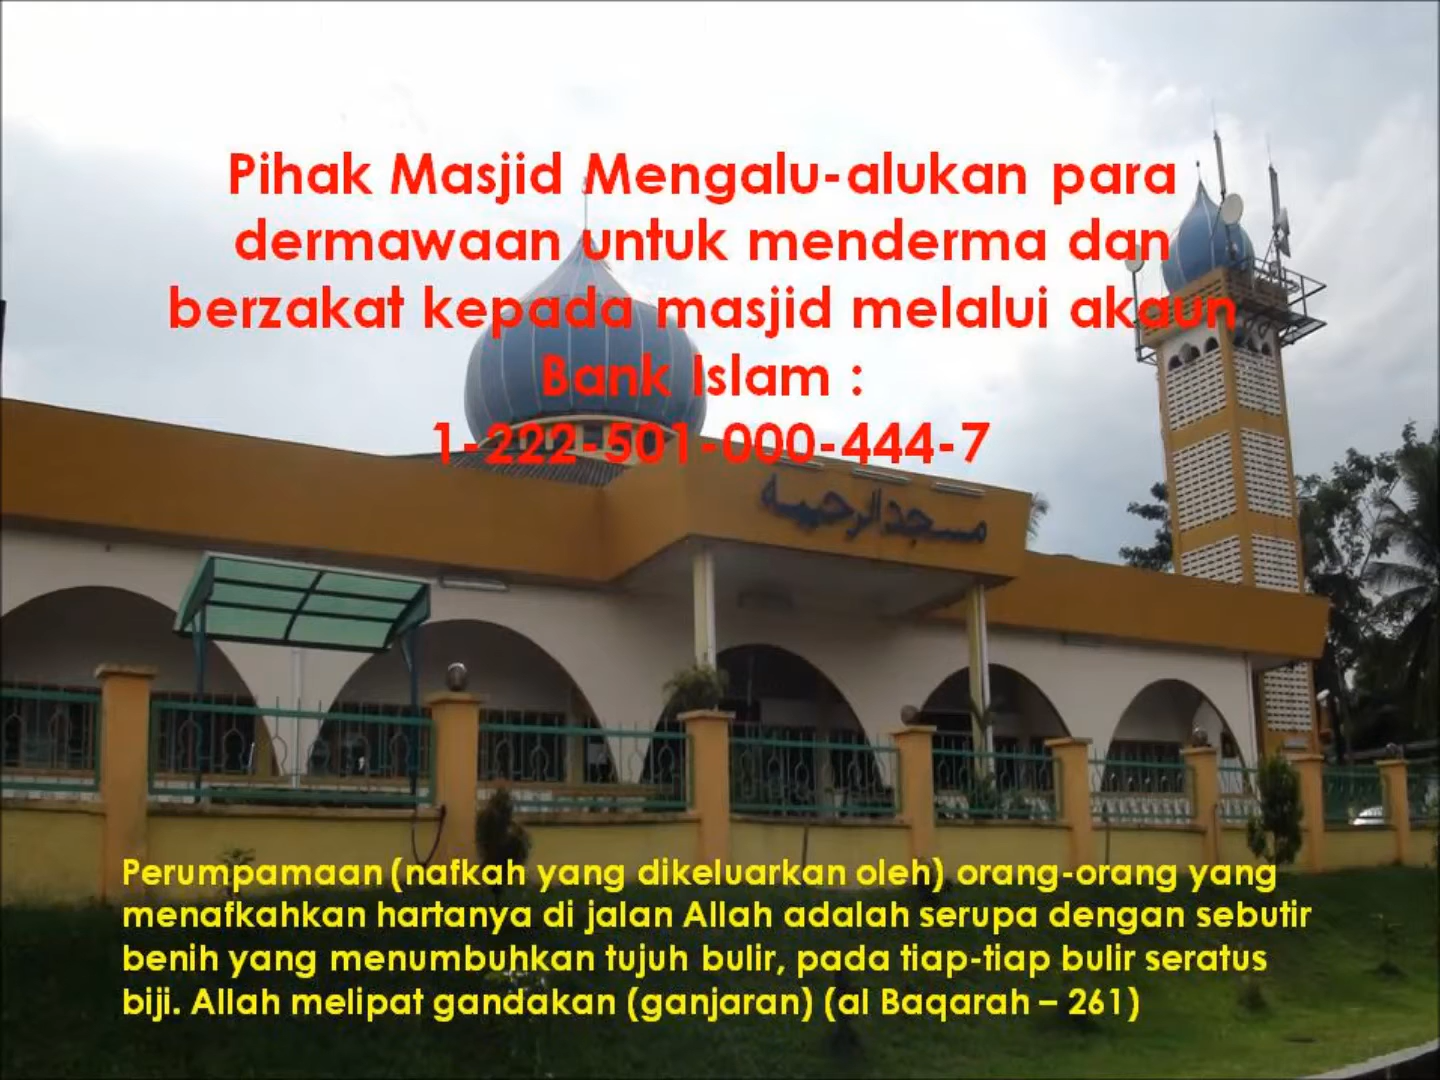 Pihak Masjid Mengalu-alukan para
dermawaan untuk menderma dan
berzakat kepada masjid melalui akaun
Bank Islam :
1-222-501-000-444-7
مسجد الرحيمه
Perumpamaan (nafkah yang dikeluarkan oleh) orang-orang yang
menafkahkan hartanya di jalan Allah adalah serupa dengan sebutir
benih yang menumbuhkan tujuh bulir, pada tiap-tiap bulir seratus
biji. Allah melipat gandakan (ganjaran) (al Baqarah – 261)